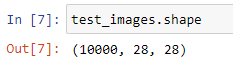 In [7]: test_images.shape
Out[7]: (10000, 28, 28)